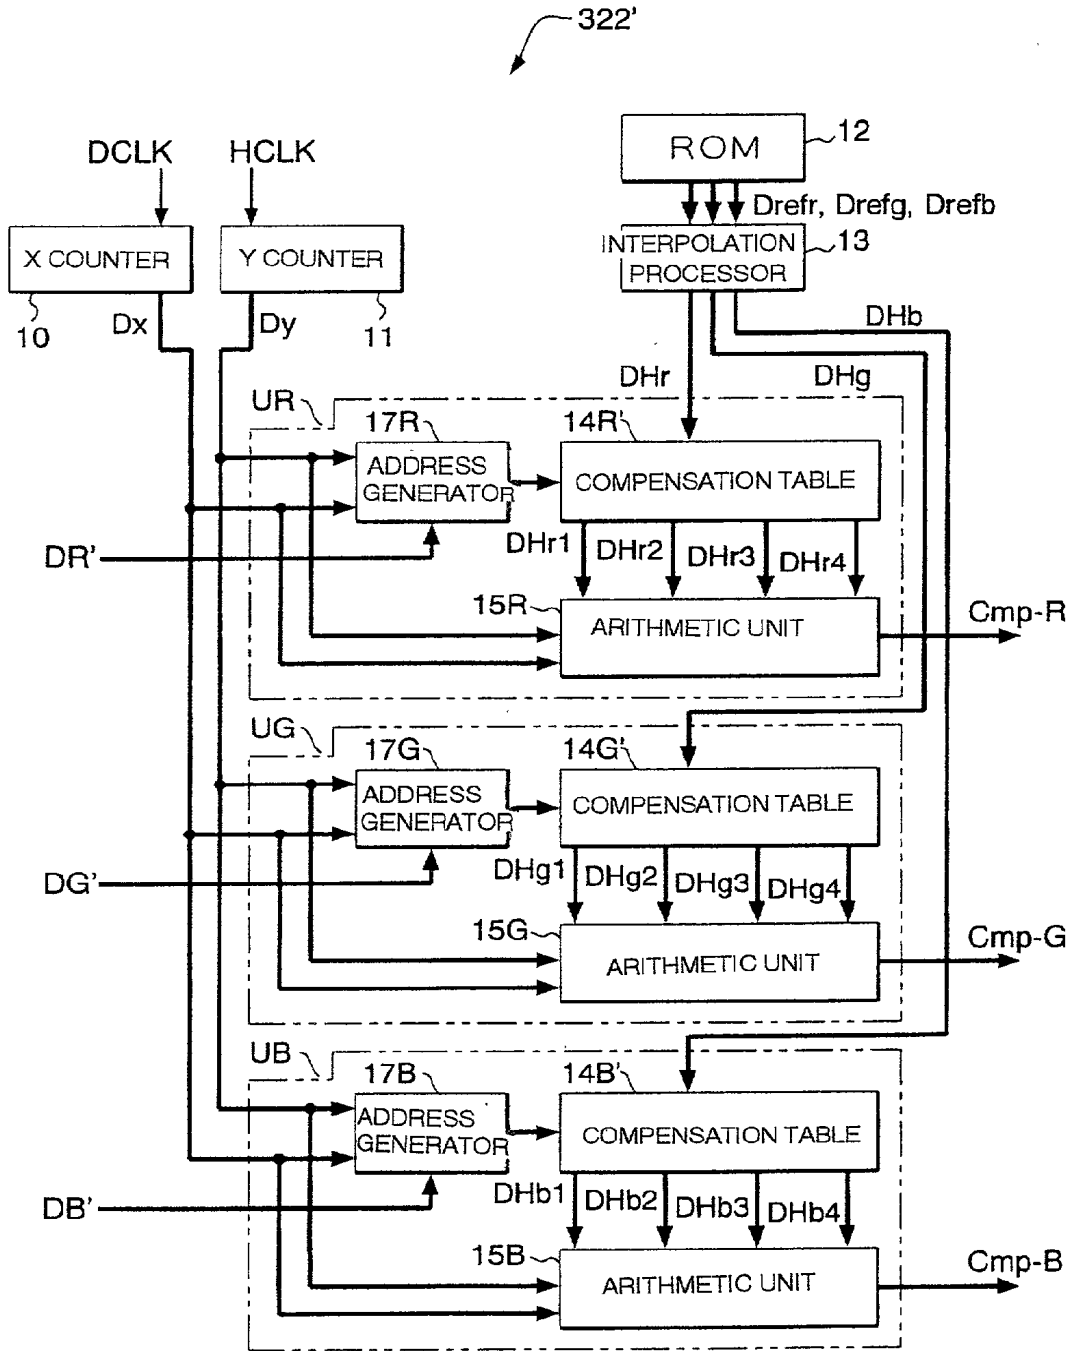 322'
ROM
12
DCLK
HCLK
Drefr, Drefg, Drefb
X COUNTER
Y COUNTER
INTERPOLATION
PROCESSOR
13
10
Dx
Dy
11
DHb
DHr
DHg
UR
17R
14R'
ADDRESS
GENERATOR
COMPENSATION TABLE
DR'
DHr1
DHr2
DHr3
DHr4
15R
ARITHMETIC UNIT
Cmp-R
UG
17G
14G'
ADDRESS
GENERATOR
COMPENSATION TABLE
DG'
DHg1
DHg2
DHg3
DHg4
15G
ARITHMETIC UNIT
Cmp-G
UB
17B
14B'
ADDRESS
GENERATOR
COMPENSATION TABLE
DB'
DHb1
DHb2
DHb3
DHb4
15B
ARITHMETIC UNIT
Cmp-B